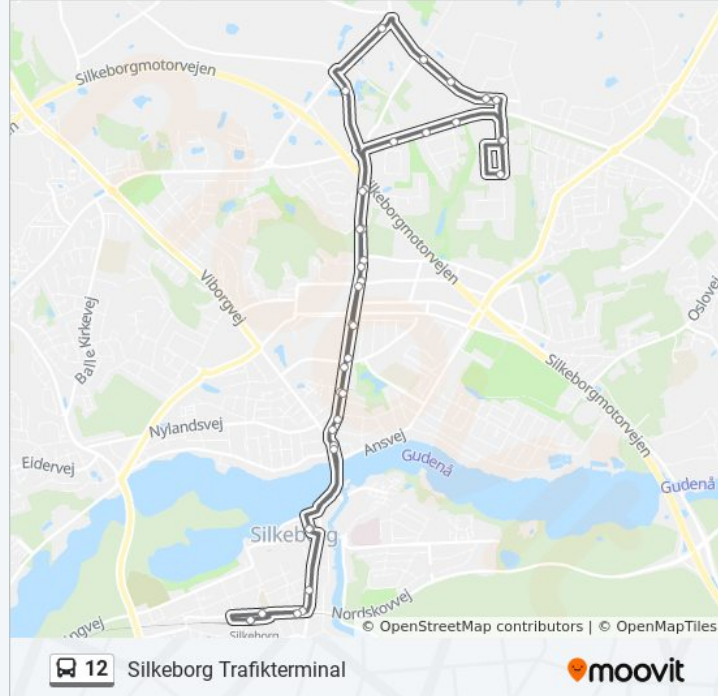 Silkeborgmotorvejen
Silkeborgmotorvejen
Viborgvej
Balle Kirkevej
Oslovej
Silkeborgmotorvejen
Nylandsvej
Ansvej
Eidervej
Gudenå
Gudenå
Silkeborg
Nordskovvej
Silkeborg
© OpenStreetMap contributors | © OpenMapTiles
12 Silkeborg Trafikterminal
moovit